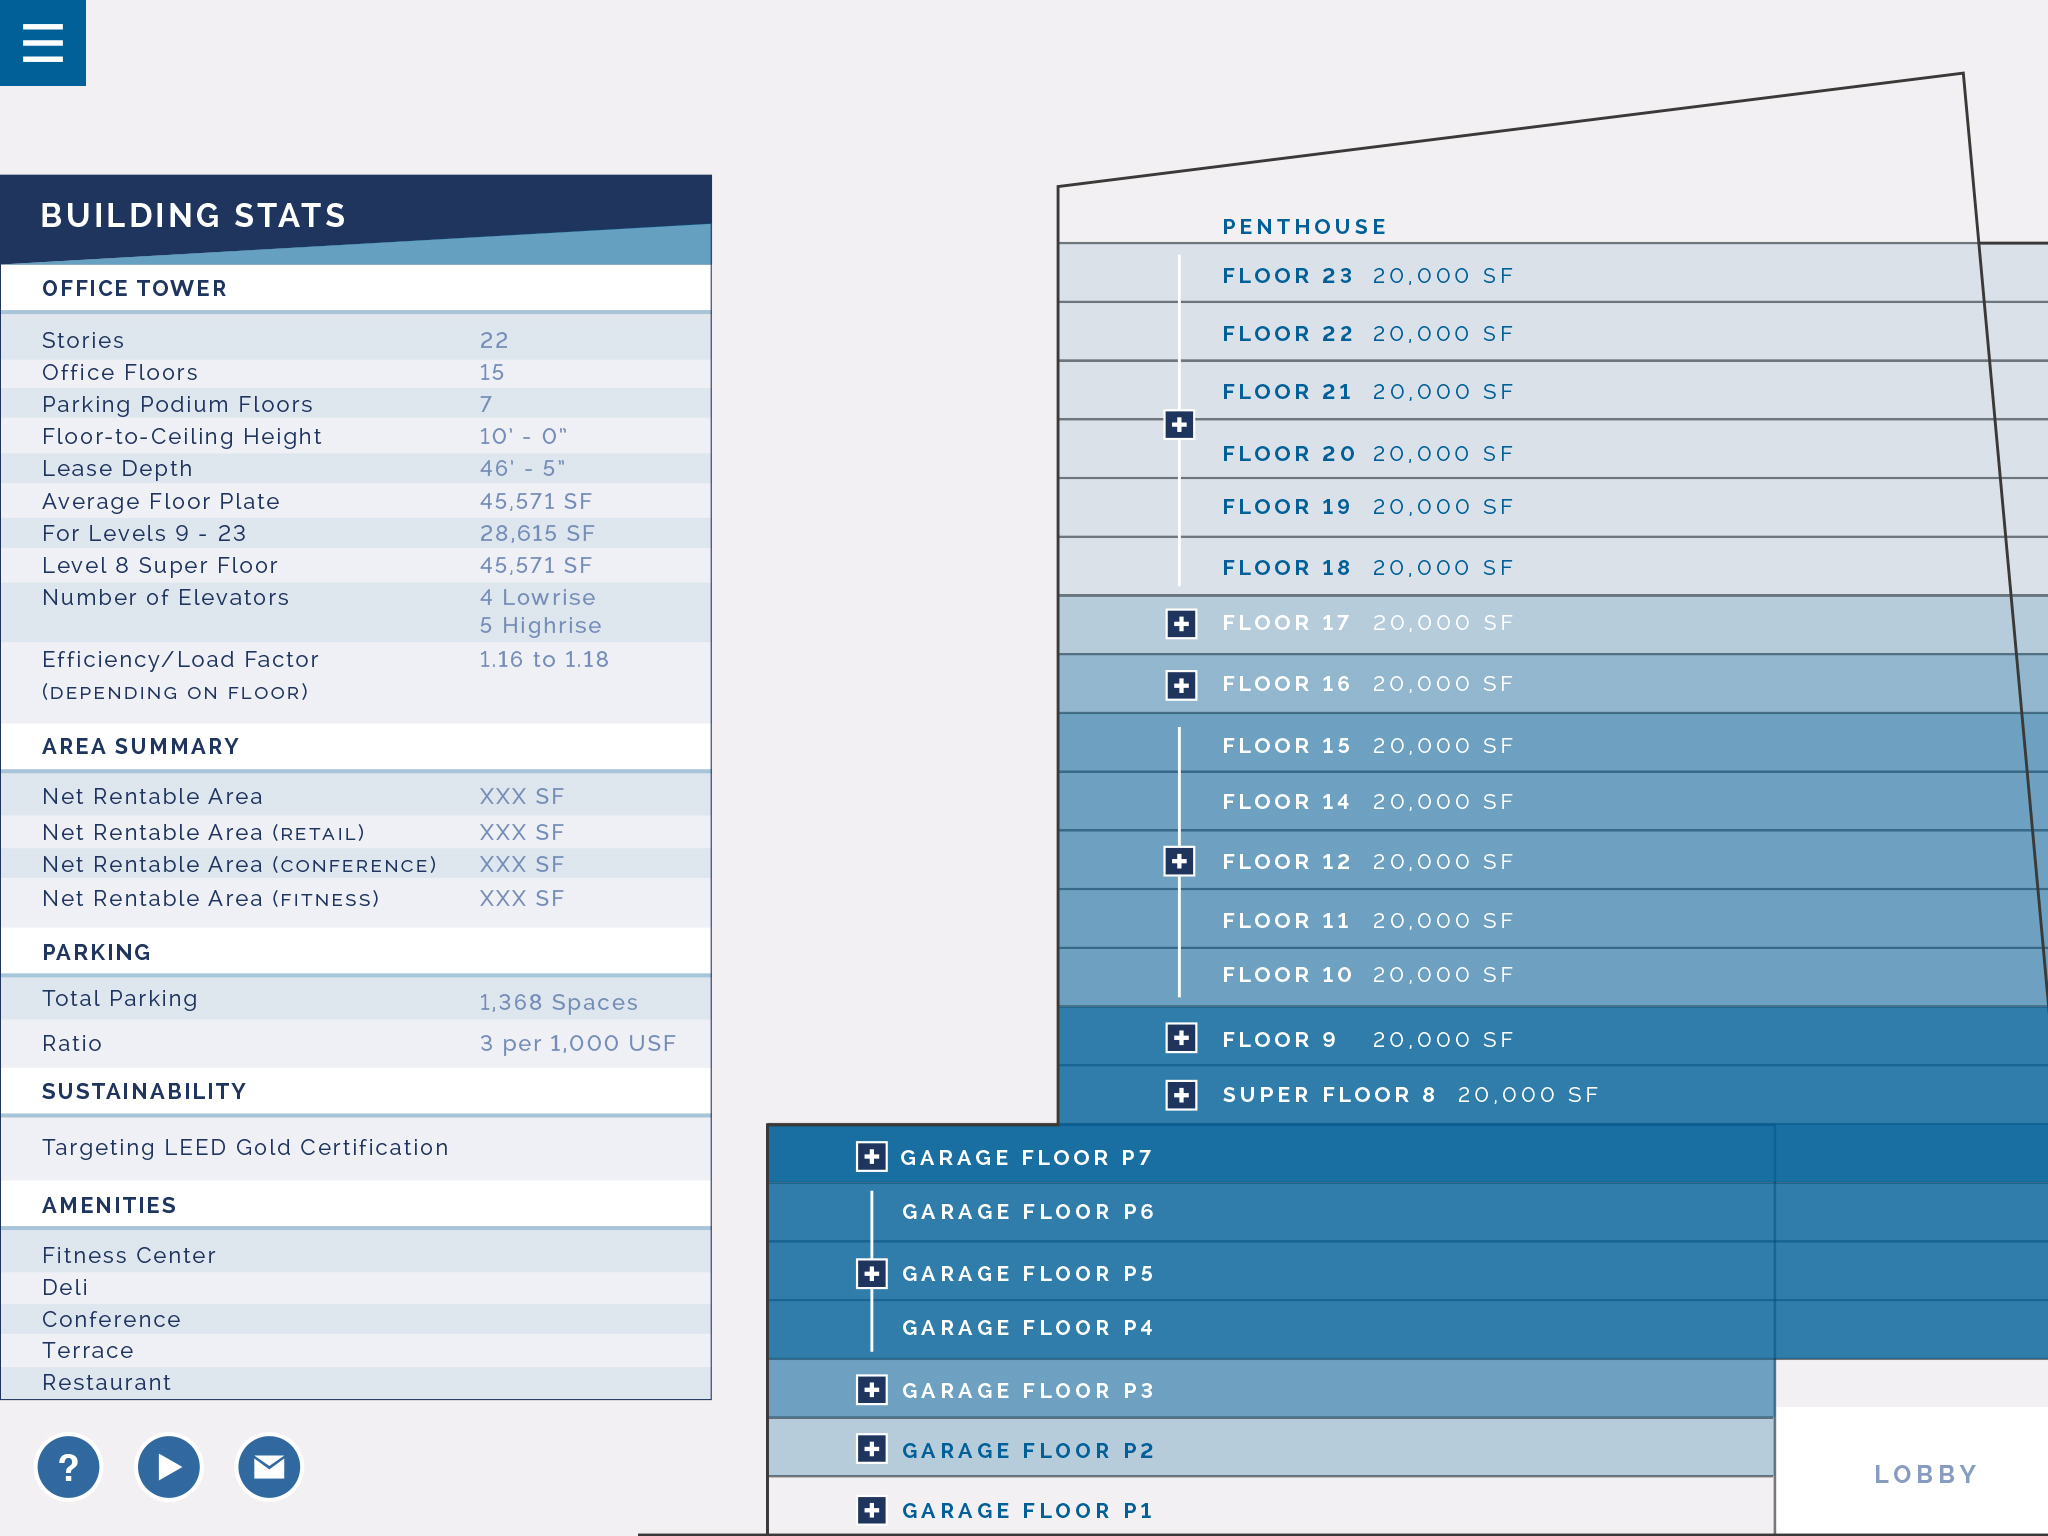 BUILDING STATS
OFFICE TOWER
Stories 22
Office Floors 15
Parking Podium Floors 7
Floor-to-Ceiling Height 10' - 0"
Lease Depth 46' - 5"
Average Floor Plate 45,571 SF
For Levels 9 - 23 28,615 SF
Level 8 Super Floor 45,571 SF
Number of Elevators 4 Lowrise
5 Highrise
Efficiency/Load Factor 1.16 to 1.18
(DEPENDING ON FLOOR)
AREA SUMMARY
Net Rentable Area XXX SF
Net Rentable Area (RETAIL) XXX SF
Net Rentable Area (CONFERENCE) XXX SF
Net Rentable Area (FITNESS) XXX SF
PARKING
Total Parking 1,368 Spaces
Ratio 3 per 1,000 USF
SUSTAINABILITY
Targeting LEED Gold Certification
AMENITIES
Fitness Center
Deli
Conference
Terrace
Restaurant
?
PENTHOUSE
FLOOR 23 20,000 SF
FLOOR 22 20,000 SF
FLOOR 21 20,000 SF
FLOOR 20 20,000 SF
FLOOR 19 20,000 SF
FLOOR 18 20,000 SF
FLOOR 17 20,000 SF
FLOOR 16 20,000 SF
FLOOR 15 20,000 SF
FLOOR 14 20,000 SF
FLOOR 12 20,000 SF
FLOOR 11 20,000 SF
FLOOR 10 20,000 SF
FLOOR 9 20,000 SF
SUPER FLOOR 8 20,000 SF
GARAGE FLOOR P7
GARAGE FLOOR P6
GARAGE FLOOR P5
GARAGE FLOOR P4
GARAGE FLOOR P3
GARAGE FLOOR P2
GARAGE FLOOR P1
LOBBY